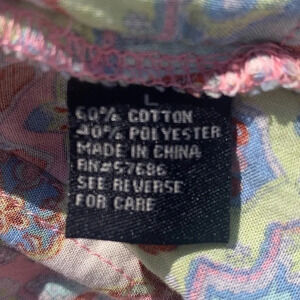 L
60% COTTON
40% POLYESTER
MADE IN CHINA
RN#57686
SEE REVERSE
FOR CARE